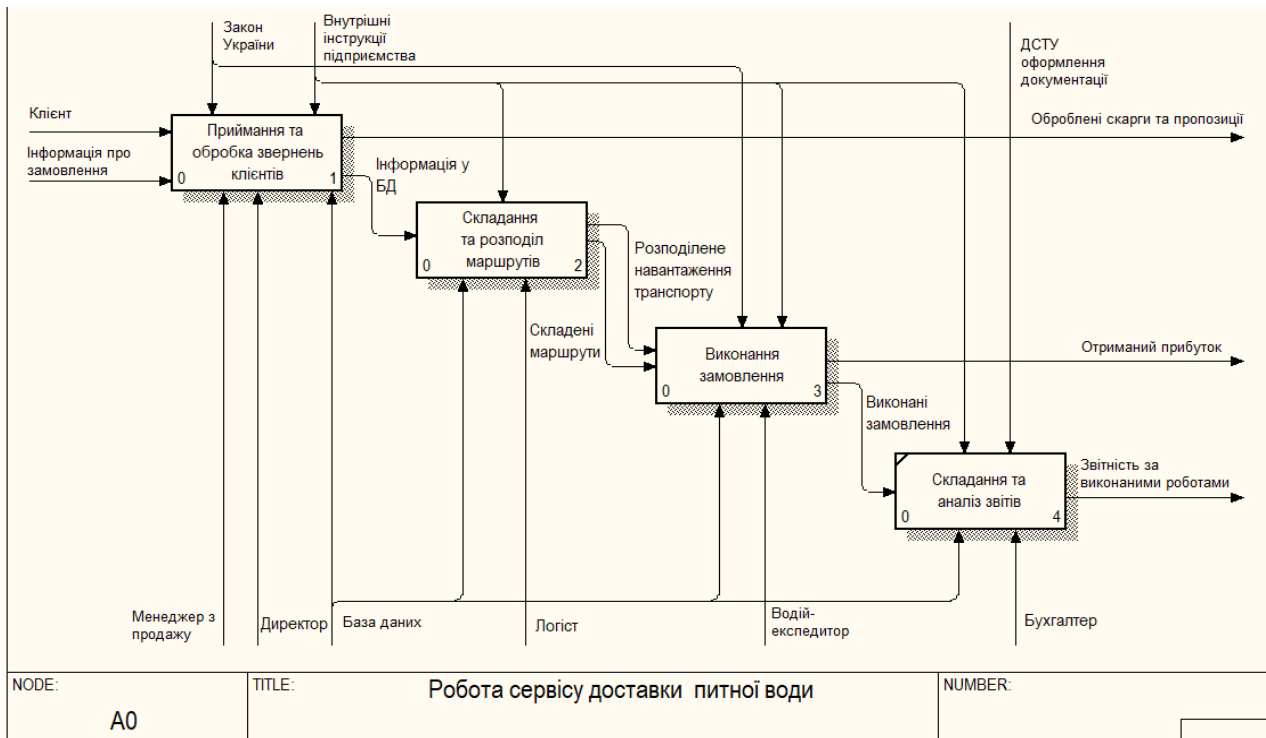 Закон
України
Внутрішні
інструкції
підприємства
ДСТУ
оформлення
документації
Клієнт
Інформація про
замовлення
Приймання та
обробка звернень
клієнтів
0 1
Оброблені скарги та пропозиції
Інформація у
БД
Складання
та розподіл
маршрутів
0 2
Розподілене
навантаження
транспорту
Складені
маршрути
Виконання
замовлення
0 3
Отриманий прибуток
Виконані
замовлення
Складання та
аналіз звітів
0 4
Звітність за
виконаними роботами
Менеджер з
продажу
Директор
База даних
Логіст
Водій-
експедитор
Бухгалтер
NODE:
A0
TITLE:
Робота сервісу доставки питної води
NUMBER: